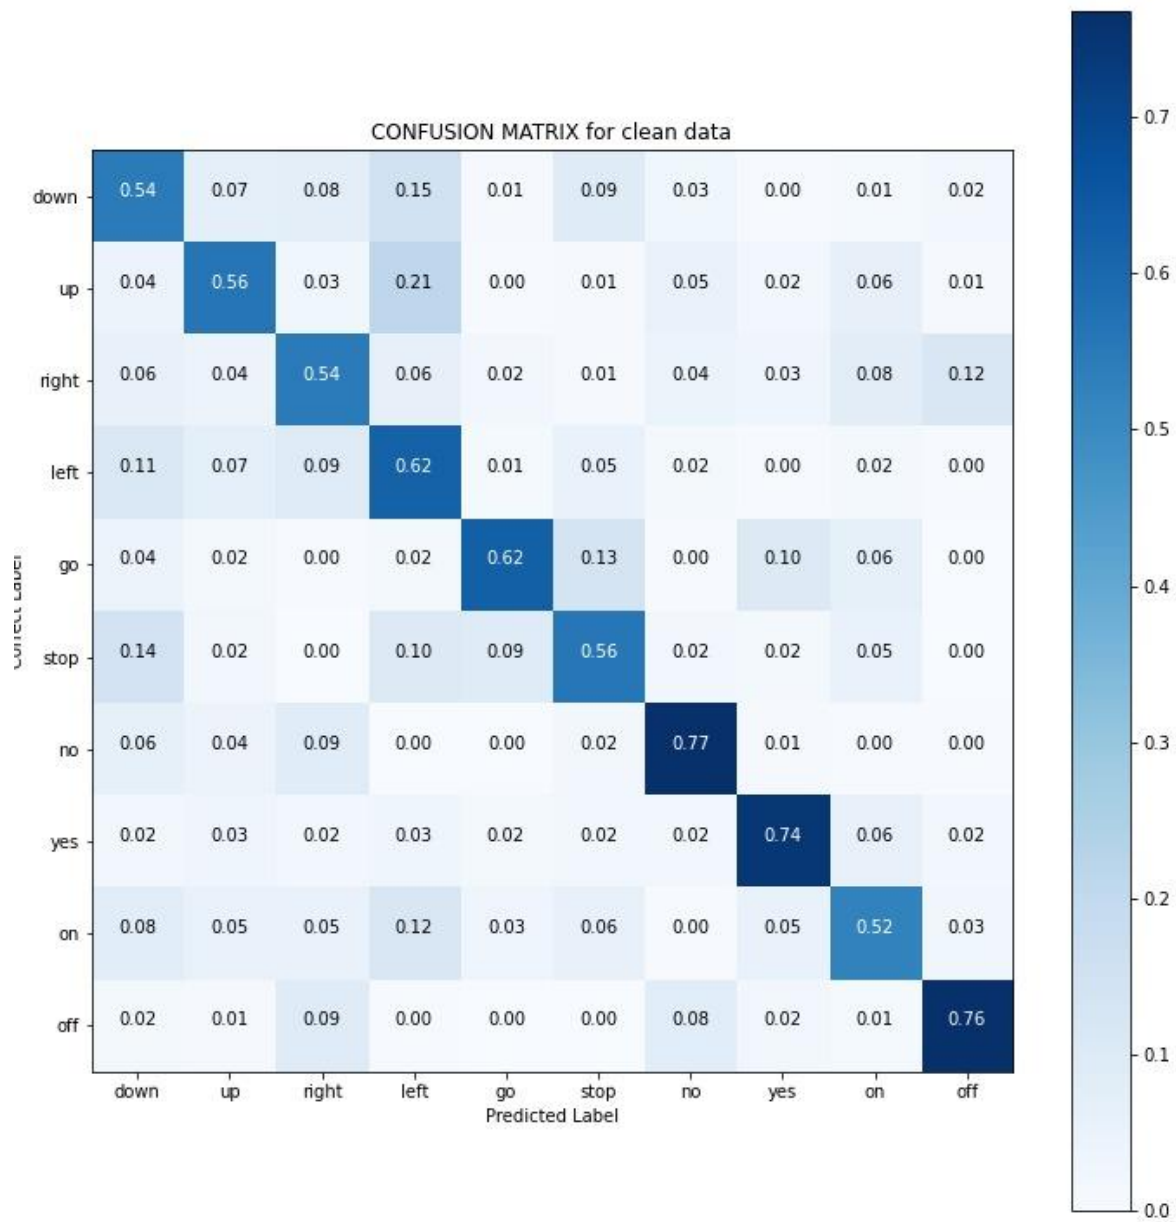 CONFUSION MATRIX for clean data
down 0.54 0.07 0.08 0.15 0.01 0.09 0.03 0.00 0.01 0.02
up 0.04 0.56 0.03 0.21 0.00 0.01 0.05 0.02 0.06 0.01
right 0.06 0.04 0.54 0.06 0.02 0.01 0.04 0.03 0.08 0.12
left 0.11 0.07 0.09 0.62 0.01 0.05 0.02 0.00 0.02 0.00
go 0.04 0.02 0.00 0.02 0.62 0.13 0.00 0.10 0.06 0.00
stop 0.14 0.02 0.00 0.10 0.09 0.56 0.02 0.02 0.05 0.00
no 0.06 0.04 0.09 0.00 0.00 0.02 0.77 0.01 0.00 0.00
yes 0.02 0.03 0.02 0.03 0.02 0.02 0.02 0.74 0.06 0.02
on 0.08 0.05 0.05 0.12 0.03 0.06 0.00 0.05 0.52 0.03
off 0.02 0.01 0.09 0.00 0.00 0.00 0.08 0.02 0.01 0.76
down up right left go stop no yes on off
Predicted Label
Correct Label
0.7
0.6
0.5
0.4
0.3
0.2
0.1
0.0